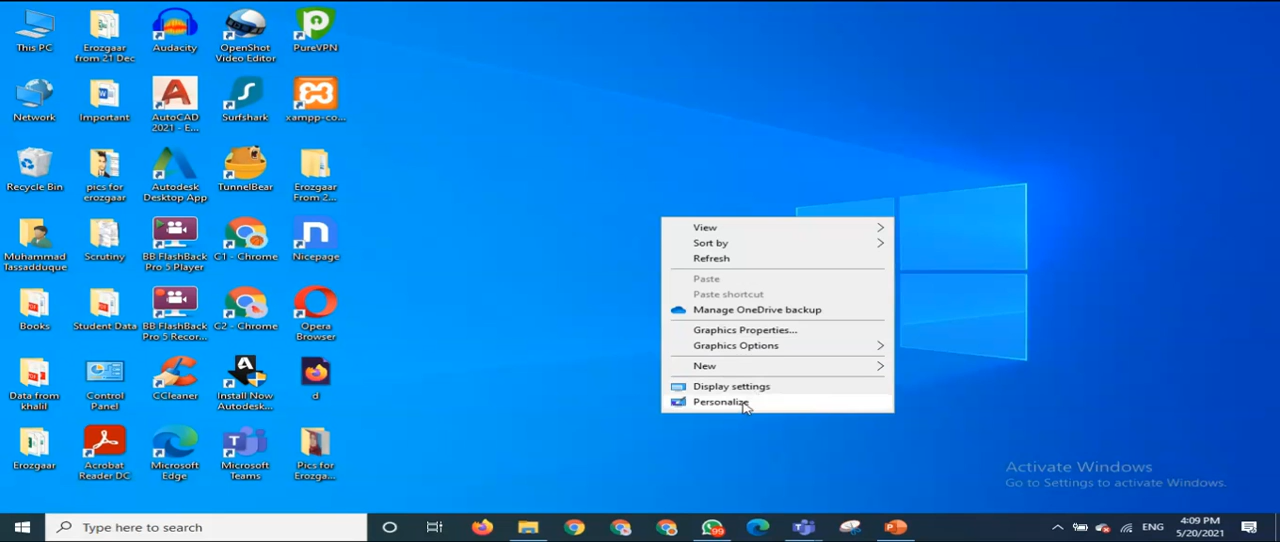 This PC
Erozgaar
from 21 Dec
Audacity
OpenShot
Video Editor
PureVPN
Network
Important
AutoCAD
2021 - E...
Surfshark
xampp-co...
Recycle Bin
pics for
erozgaar
Autodesk
Desktop App
TunnelBear
Erozgaar
From 2...
Muhammad
Tassadduque
Scrutiny
BB FlashBack
Pro 5 Player
C1 - Chrome
Nicepage
Books
Student Data
BB FlashBack
Pro 5 Recor...
C2 - Chrome
Opera
Browser
Data from
khalil
Control
Panel
CCleaner
Install Now
Autodesk...
d
Erozgaar
Acrobat
Reader DC
Microsoft
Edge
Microsoft
Teams
Pics for
Erozga...
View
Sort by
Refresh
Paste
Paste shortcut
Manage OneDrive backup
Graphics Properties...
Graphics Options
New
Display settings
Personalize
Activate Windows
Go to Settings to activate Windows.
Type here to search
99
ENG
4:09 PM
5/20/2021